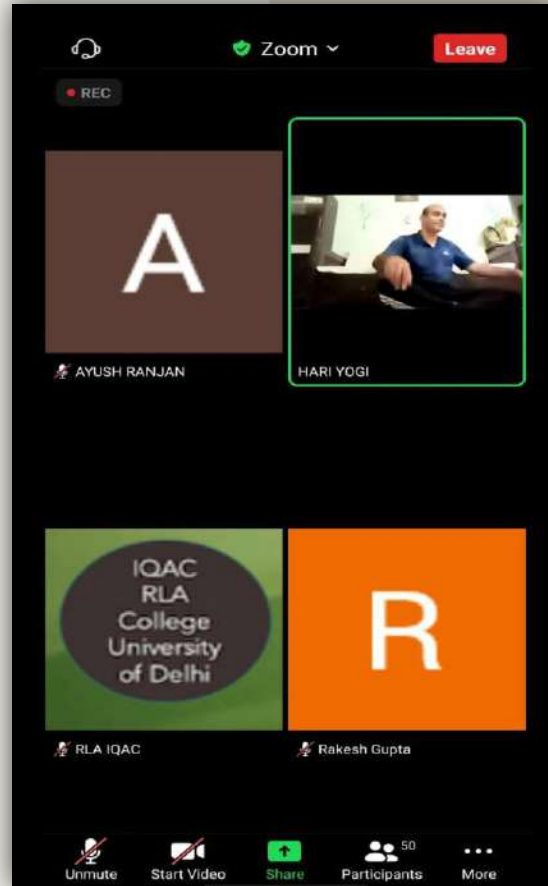 Zoom
Leave
REC
A
AYUSH RANJAN
HARI YOGI
IQAC
RLA
College
University
of Delhi
RLA IQAC
R
Rakesh Gupta
50
Unmute
Start Video
Share
Participants
More